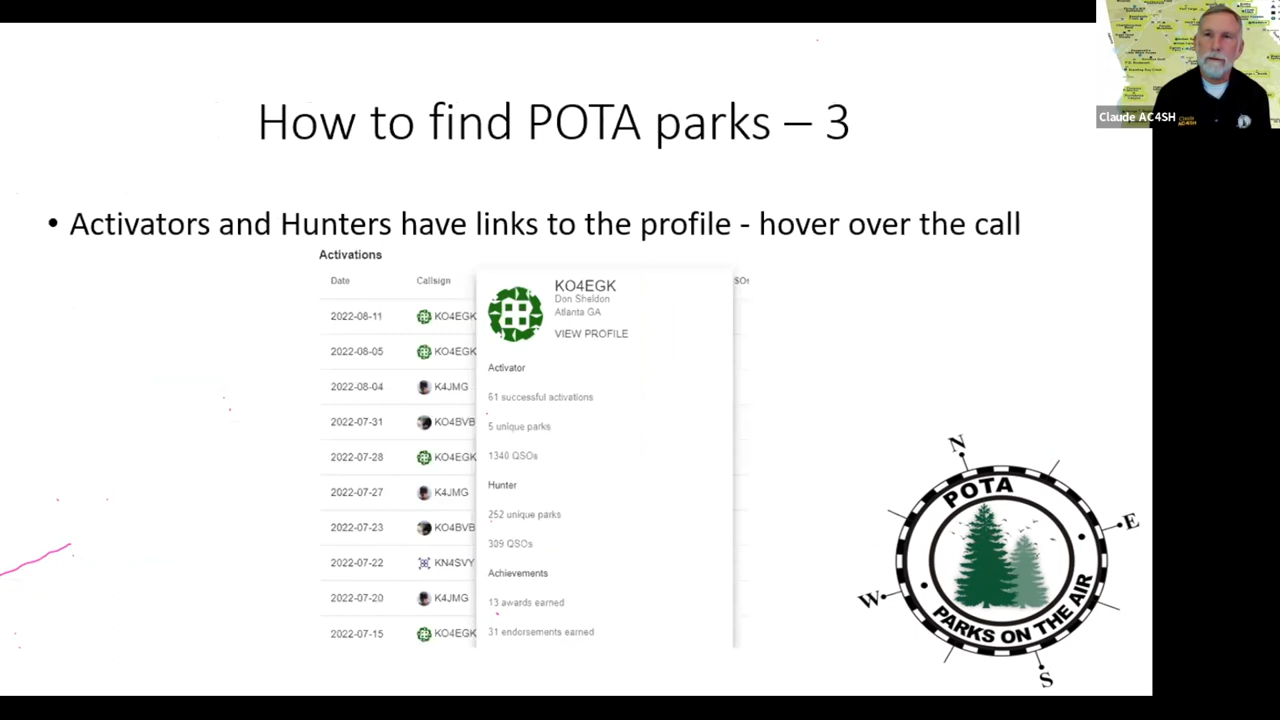 How to find POTA parks – 3
Claude AC4SH
• Activators and Hunters have links to the profile - hover over the call
Activations
Date Callsign SOs
2022-08-11 KO4EGK
2022-08-05 KO4EGK
2022-08-04 K4JMG
2022-07-31 KO4BVB
2022-07-28 KO4EGK
2022-07-27 K4JMG
2022-07-23 KO4BVB
2022-07-22 KN4SVY
2022-07-20 K4JMG
2022-07-15 KO4EGK
KO4EGK
Don Sheldon
Atlanta GA
VIEW PROFILE
Activator
61 successful activations
5 unique parks
1340 QSOs
Hunter
252 unique parks
309 QSOs
Achievements
13 awards earned
31 endorsements earned
N
E
W
S
POTA
PARKS ON THE AIR